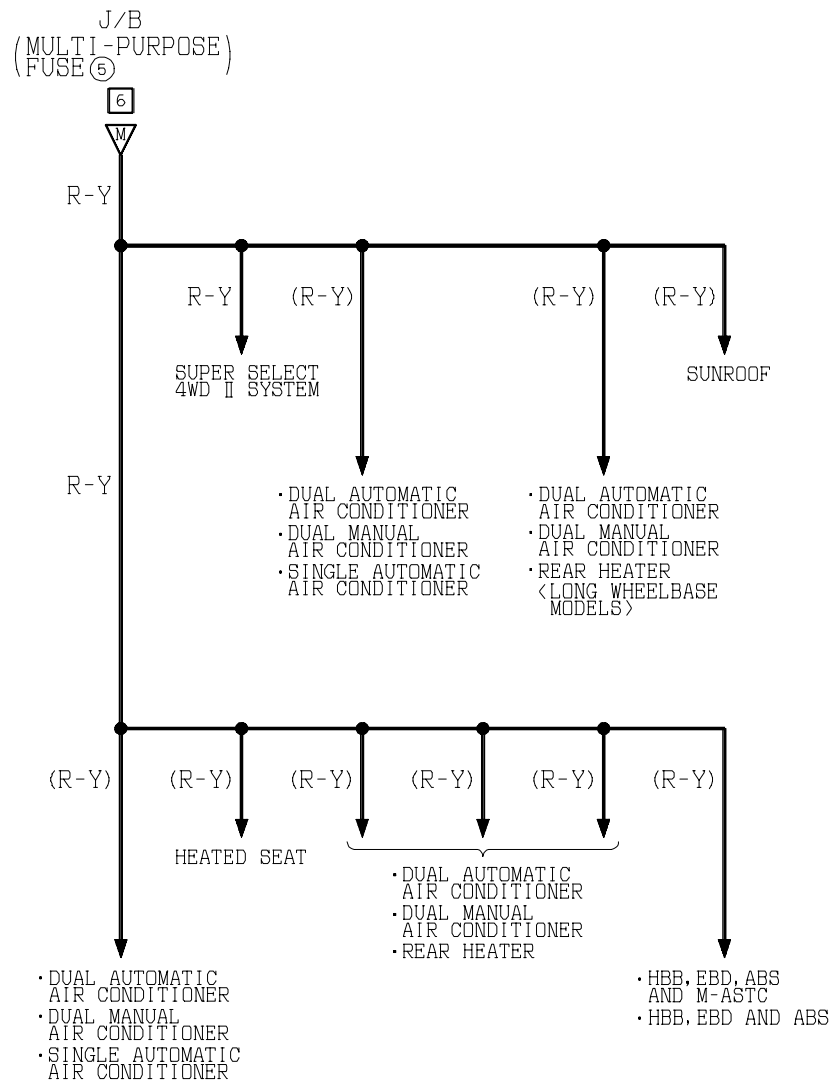 J/B
(MULTI-PURPOSE)
FUSE 5
6
M
R-Y
R-Y
(R-Y)
(R-Y)
(R-Y)
SUPER SELECT
4WD Ⅱ SYSTEM
SUNROOF
R-Y
·DUAL AUTOMATIC
AIR CONDITIONER
·DUAL MANUAL
AIR CONDITIONER
·SINGLE AUTOMATIC
AIR CONDITIONER
·DUAL AUTOMATIC
AIR CONDITIONER
·DUAL MANUAL
AIR CONDITIONER
·REAR HEATER
<LONG WHEELBASE
MODELS>
(R-Y)
(R-Y)
(R-Y)
(R-Y)
(R-Y)
(R-Y)
HEATED SEAT
·DUAL AUTOMATIC
AIR CONDITIONER
·DUAL MANUAL
AIR CONDITIONER
·REAR HEATER
·DUAL AUTOMATIC
AIR CONDITIONER
·DUAL MANUAL
AIR CONDITIONER
·SINGLE AUTOMATIC
AIR CONDITIONER
·HBB, EBD, ABS
AND M-ASTC
·HBB, EBD AND ABS